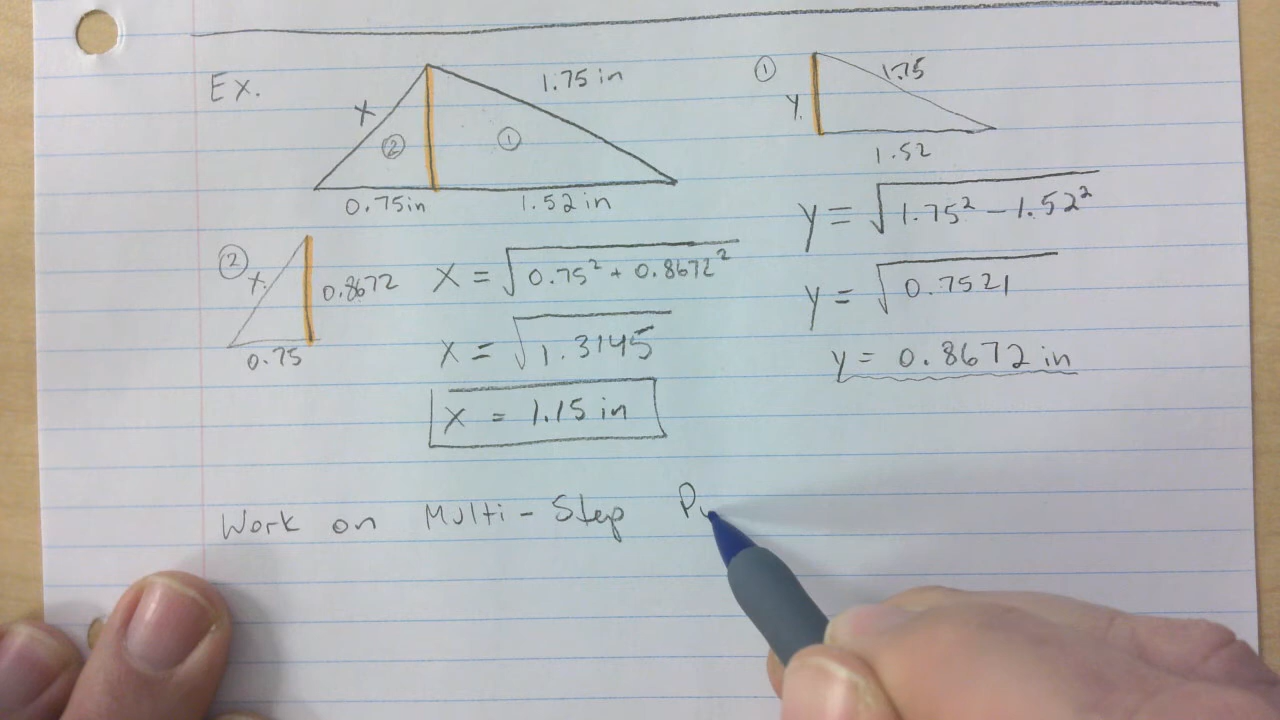 Ex.
x
1.75 in
②
①
0.75in
1.52 in
①
y
1.75
1.52
y = √1.75² - 1.52²
y = √0.7521
y = 0.8672 in
②
x
0.8672
0.75
x = √0.75² + 0.8672²
x = √1.3145
x = 1.15 in
Work on Multi-Step